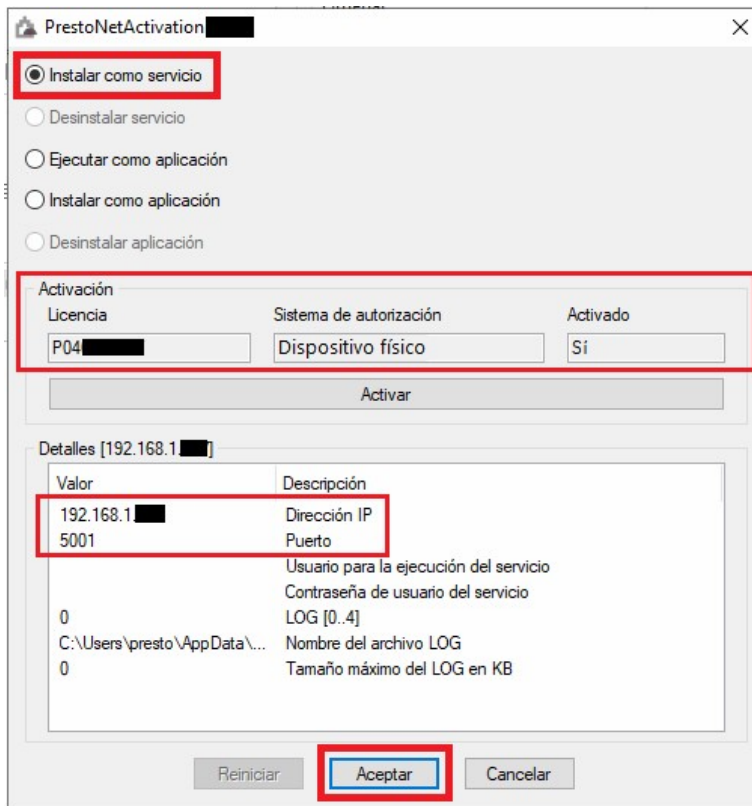 PrestoNetActivation
Instalar como servicio
Desinstalar servicio
Ejecutar como aplicación
Instalar como aplicación
Desinstalar aplicación
Activación
Licencia Sistema de autorización Activado
P04 Dispositivo físico Sí
Activar
Detalles [192.168.1. ]
Valor Descripción
192.168.1. Dirección IP
5001 Puerto
Usuario para la ejecución del servicio
Contraseña de usuario del servicio
0 LOG [0..4]
C:\Users\presto\AppData\... Nombre del archivo LOG
0 Tamaño máximo del LOG en KB
Reiniciar Aceptar Cancelar